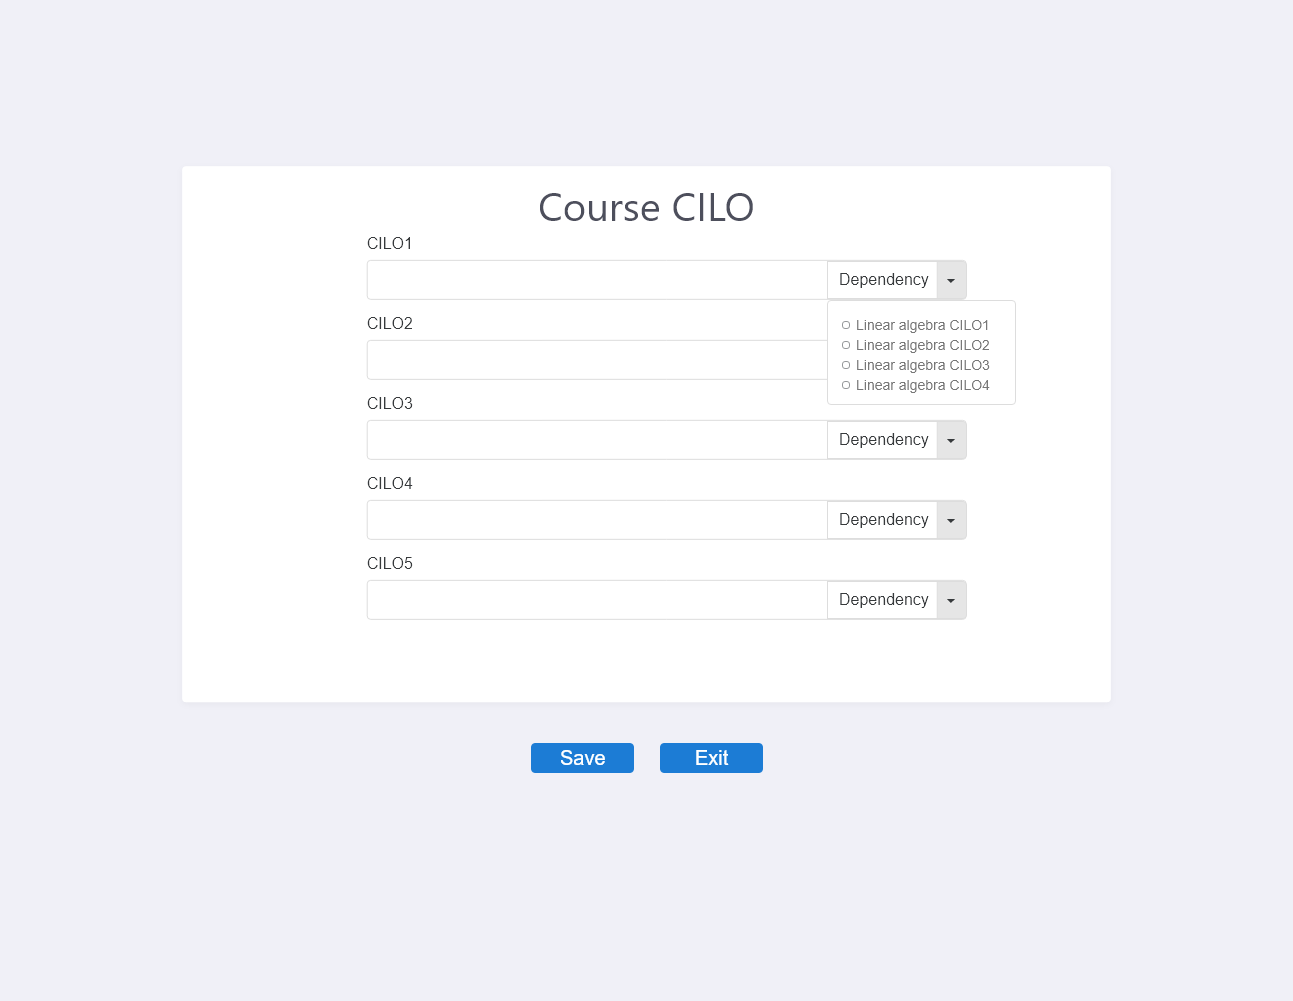 Course CILO
CILO1
Dependency
Linear algebra CILO1
Linear algebra CILO2
Linear algebra CILO3
Linear algebra CILO4
CILO2
CILO3
Dependency
CILO4
Dependency
CILO5
Dependency
Save
Exit